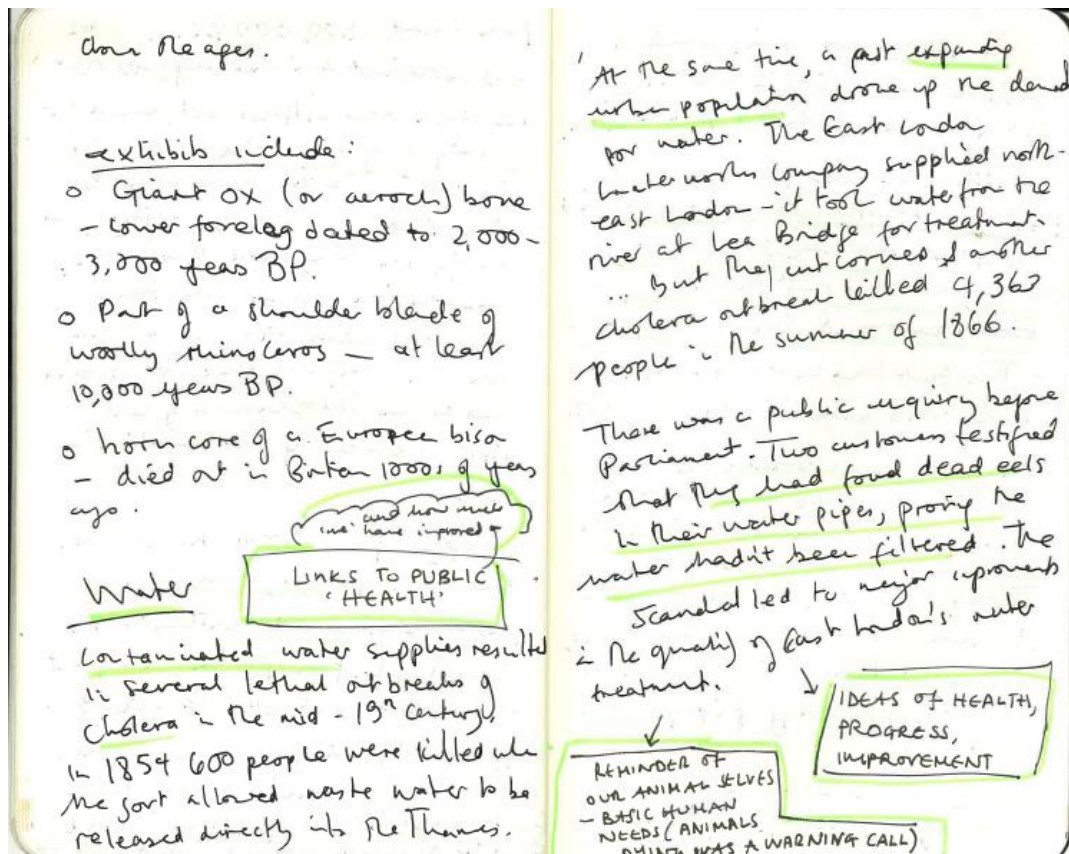 down the ages.
exhibits include:
o Giant ox (or aeroch) bone
- lower foreleg dated to 2,000 -
3,000 years BP.
o Part of a shoulder blade of
woolly rhinoceros - at least
10,000 years BP.
o horn core of a European bison
- died out in Britain 1000s of years
ago.
and how much
'we' have improved
LINKS TO PUBLIC
'HEALTH'
Water
Contaminated water supplies resulted
in several lethal outbreaks of
cholera in the mid-19th century.
In 1854 600 people were killed when
the govt allowed waste water to be
released directly into the Thames.
'At the same time, a fast expanding
urban population drove up the demand
for water. The East London
waterworks company supplied north-
east London - it took water from the
river at Lea Bridge for treatment.
... But they cut corners & another
cholera outbreak killed 4,363
people in the summer of 1866.
There was a public enquiry before
Parliament. Two customers testified
that they had found dead eels
in their water pipes, proving the
water hadn't been filtered. The
scandal led to major improvements
in the quality of East London's water
treatment.
IDEAS OF HEALTH,
PROGRESS,
IMPROVEMENT
REMINDER OF
OUR ANIMAL SELVES
- BASIC HUMAN
NEEDS (ANIMALS
DYING WAS A WARNING CALL)